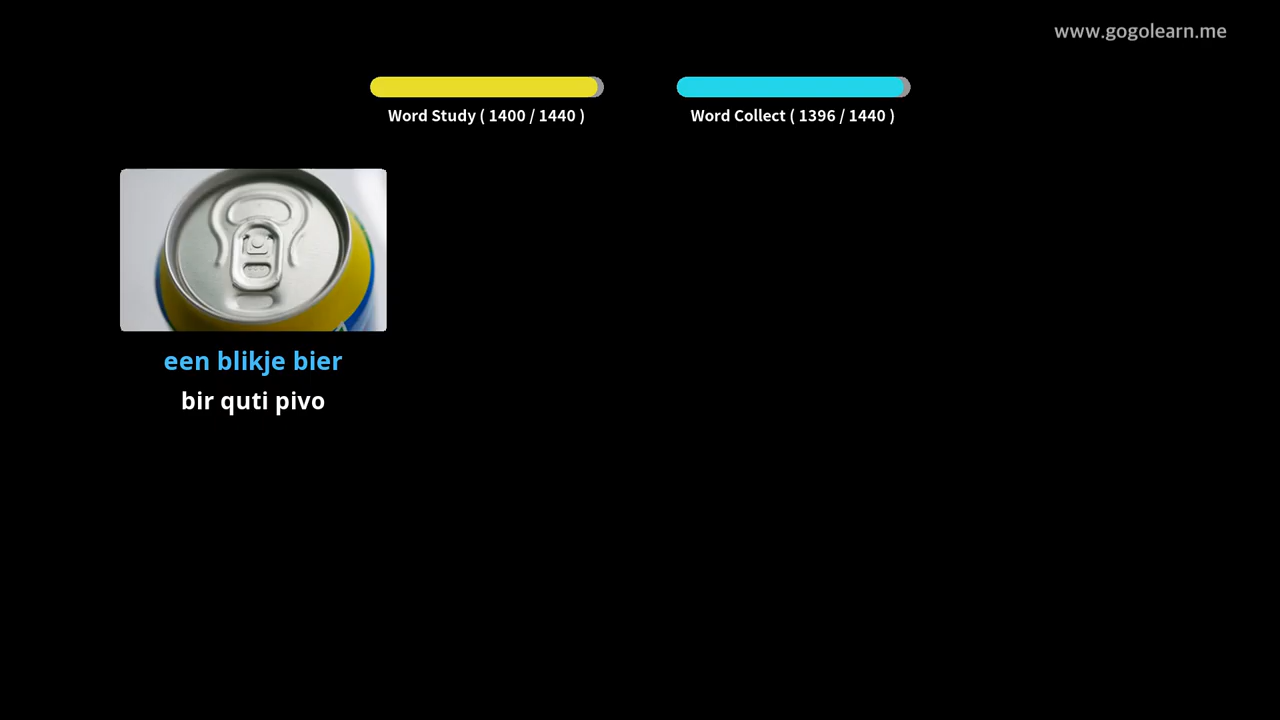 www.gogolearn.me
Word Study ( 1400 / 1440 )
Word Collect ( 1396 / 1440 )
een blikje bier
bir quti pivo